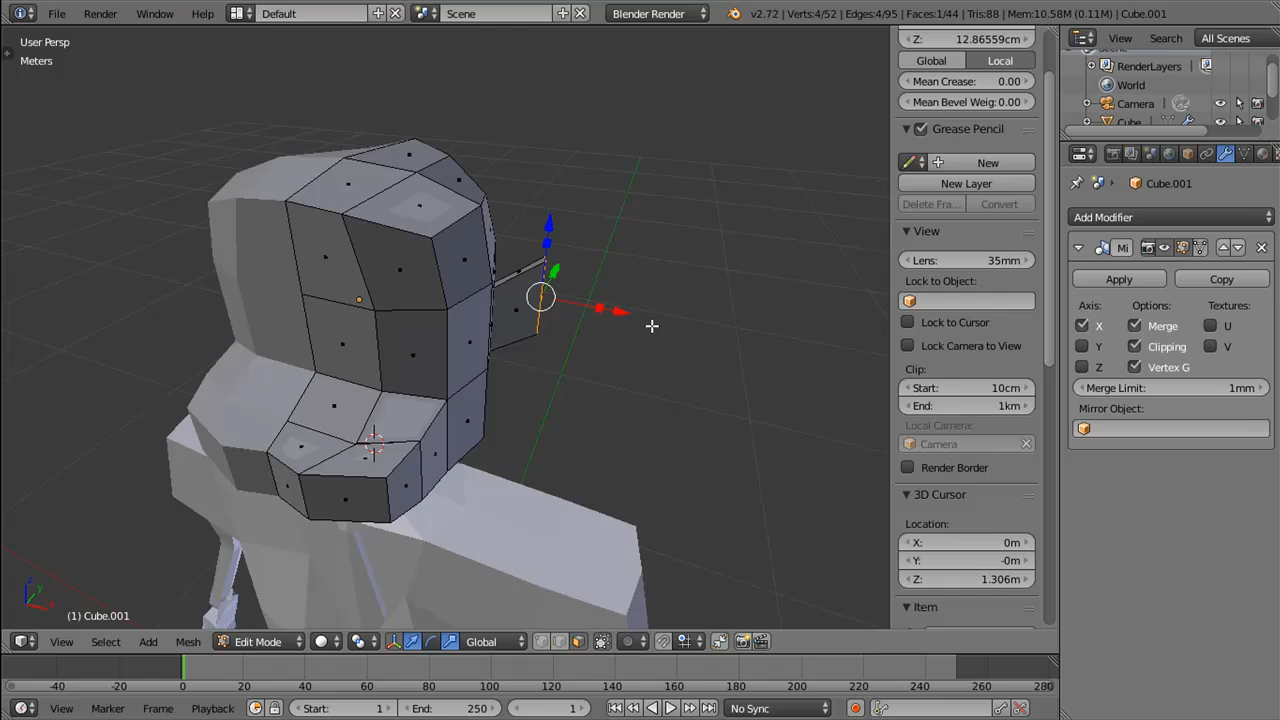 File Render Window Help Default Scene Blender Render v2.72 | Verts:4/52 | Edges:4/95 | Faces:1/44 | Tris:88 | Mem:10.58M (0.11M) | Cube.001
User Persp
Meters
Z: 12.86559cm
Global Local
Mean Crease: 0.00
Mean Bevel Weig: 0.00
Grease Pencil
New
New Layer
Delete Fra... Convert
View
Lens: 35mm
Lock to Object:
Lock to Cursor
Lock Camera to View
Clip:
Start: 10cm
End: 1km
Local Camera:
Camera
Render Border
3D Cursor
Location:
X: 0m
Y: -0m
Z: 1.306m
Item
View Search All Scenes
RenderLayers
World
Camera
Cube
Cube.001
Add Modifier
Mi
Apply Copy
Axis: Options: Textures:
X Merge U
Y Clipping V
Z Vertex G
Merge Limit: 1mm
Mirror Object:
z y x
(1) Cube.001
View Select Add Mesh Edit Mode Global
-40 -20 0 20 40 60 80 100 120 140 160 180 200 220 240 260 280
View Marker Frame Playback Start: 1 End: 250 1 No Sync